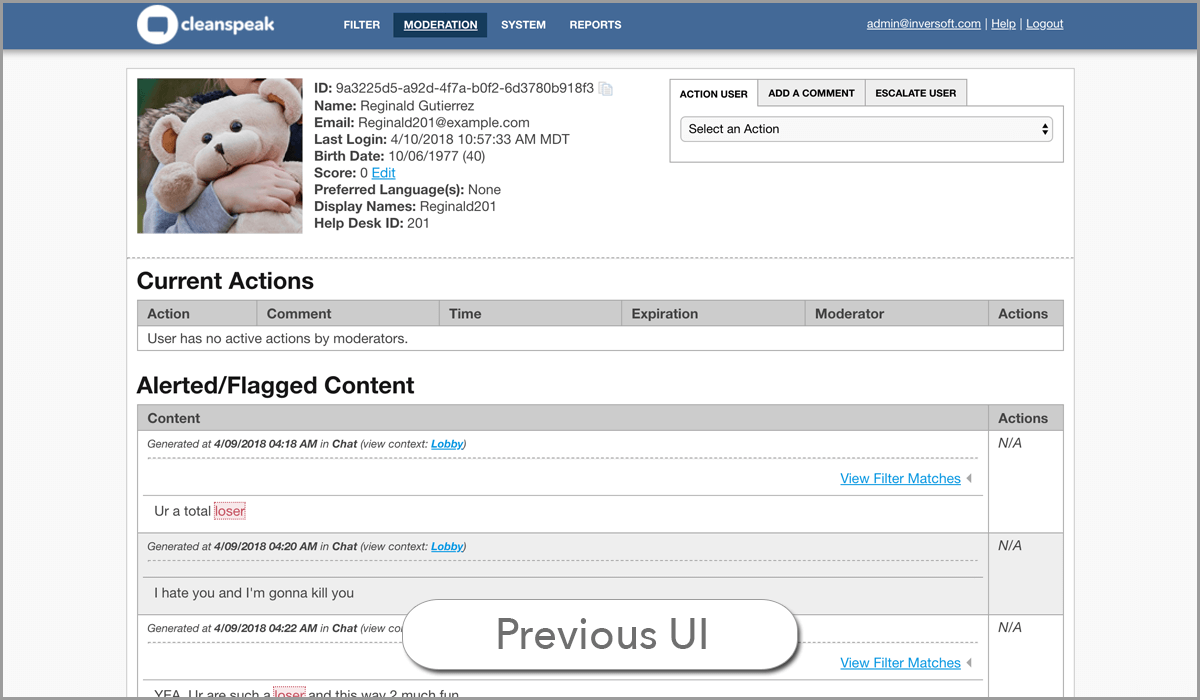 cleanspeak
FILTER MODERATION SYSTEM REPORTS
admin@inversoft.com | Help | Logout
ID: 9a3225d5-a92d-4f7a-b0f2-6d3780b918f3
Name: Reginald Gutierrez
Email: Reginald201@example.com
Last Login: 4/10/2018 10:57:33 AM MDT
Birth Date: 10/06/1977 (40)
Score: 0 Edit
Preferred Language(s): None
Display Names: Reginald201
Help Desk ID: 201
ACTION USER ADD A COMMENT ESCALATE USER
Select an Action
Current Actions
Action Comment Time Expiration Moderator Actions
User has no active actions by moderators.
Alerted/Flagged Content
Content Actions
Generated at 4/09/2018 04:18 AM in Chat (view context: Lobby) N/A
View Filter Matches
Ur a total loser
Generated at 4/09/2018 04:20 AM in Chat (view context: Lobby) N/A
I hate you and I'm gonna kill you
Generated at 4/09/2018 04:22 AM in Chat (view N/A
Previous UI
View Filter Matches
YEA. Ur are such a loser and this way 2 much fun